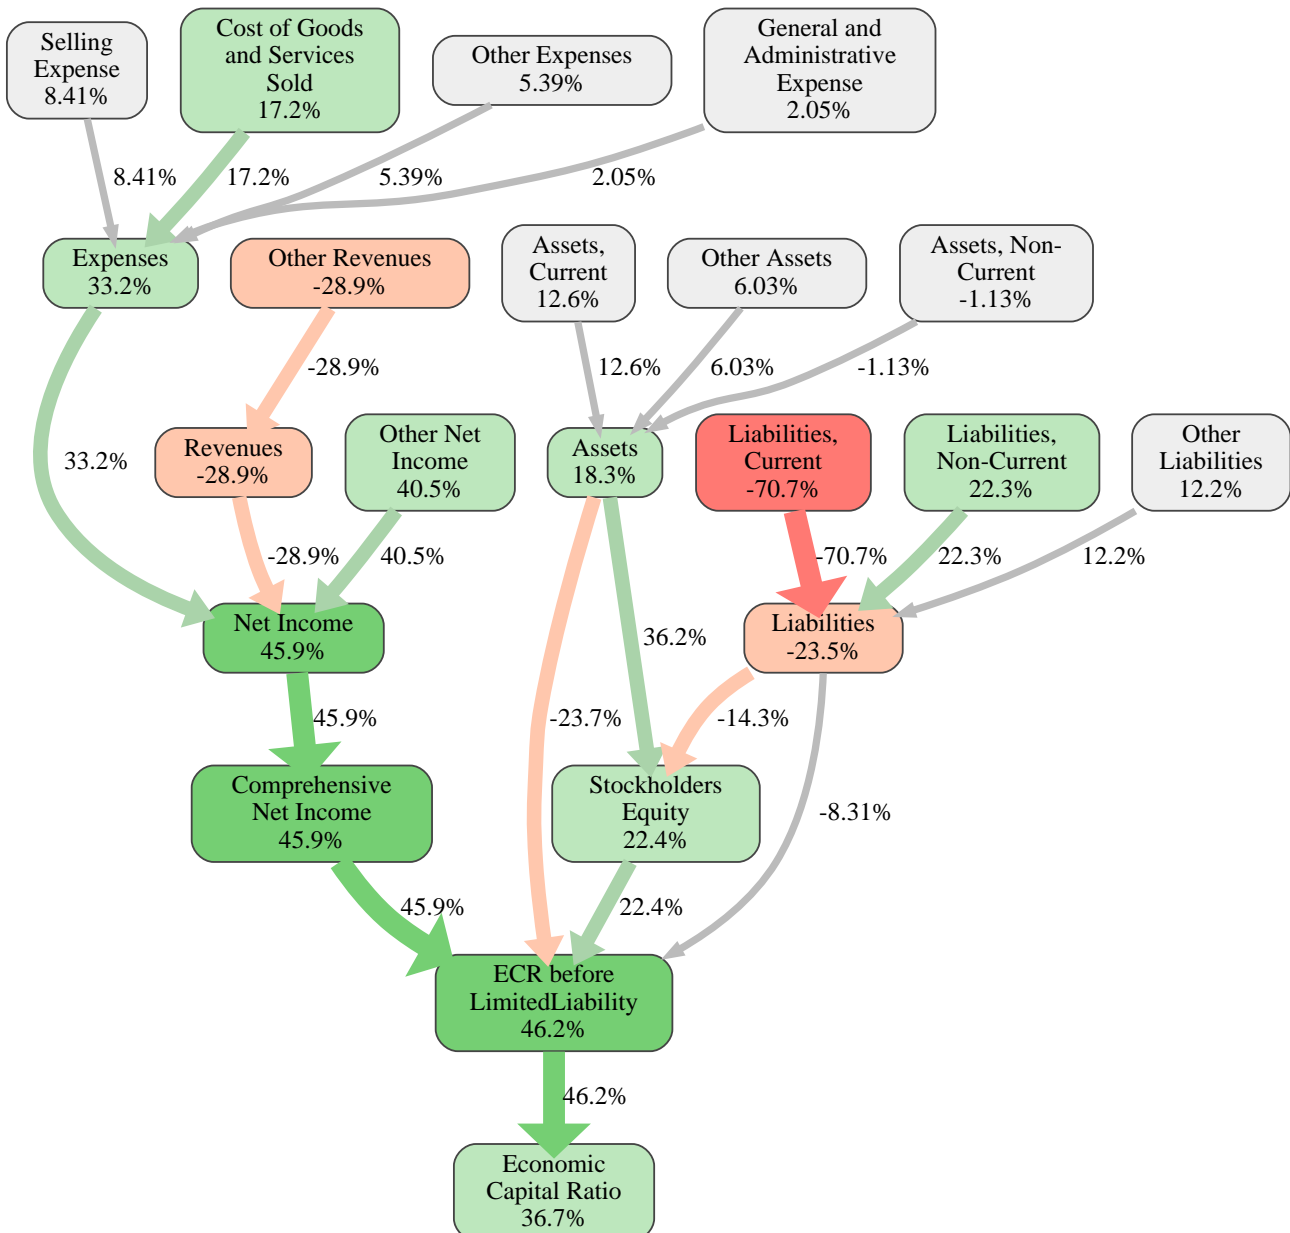 Selling
Expense
8.41%
Cost of Goods
and Services
Sold
17.2%
Other Expenses
5.39%
General and
Administrative
Expense
2.05%
8.41%
17.2%
5.39%
2.05%
Expenses
33.2%
Other Revenues
-28.9%
Assets,
Current
12.6%
Other Assets
6.03%
Assets, Non-
Current
-1.13%
-28.9%
12.6%
6.03%
-1.13%
33.2%
Revenues
-28.9%
Other Net
Income
40.5%
Assets
18.3%
Liabilities,
Current
-70.7%
Liabilities,
Non-Current
22.3%
Other
Liabilities
12.2%
-28.9%
40.5%
-70.7%
22.3%
12.2%
Net Income
45.9%
36.2%
Liabilities
-23.5%
45.9%
-23.7%
-14.3%
Comprehensive
Net Income
45.9%
Stockholders
Equity
22.4%
-8.31%
45.9%
22.4%
ECR before
LimitedLiability
46.2%
46.2%
Economic
Capital Ratio
36.7%